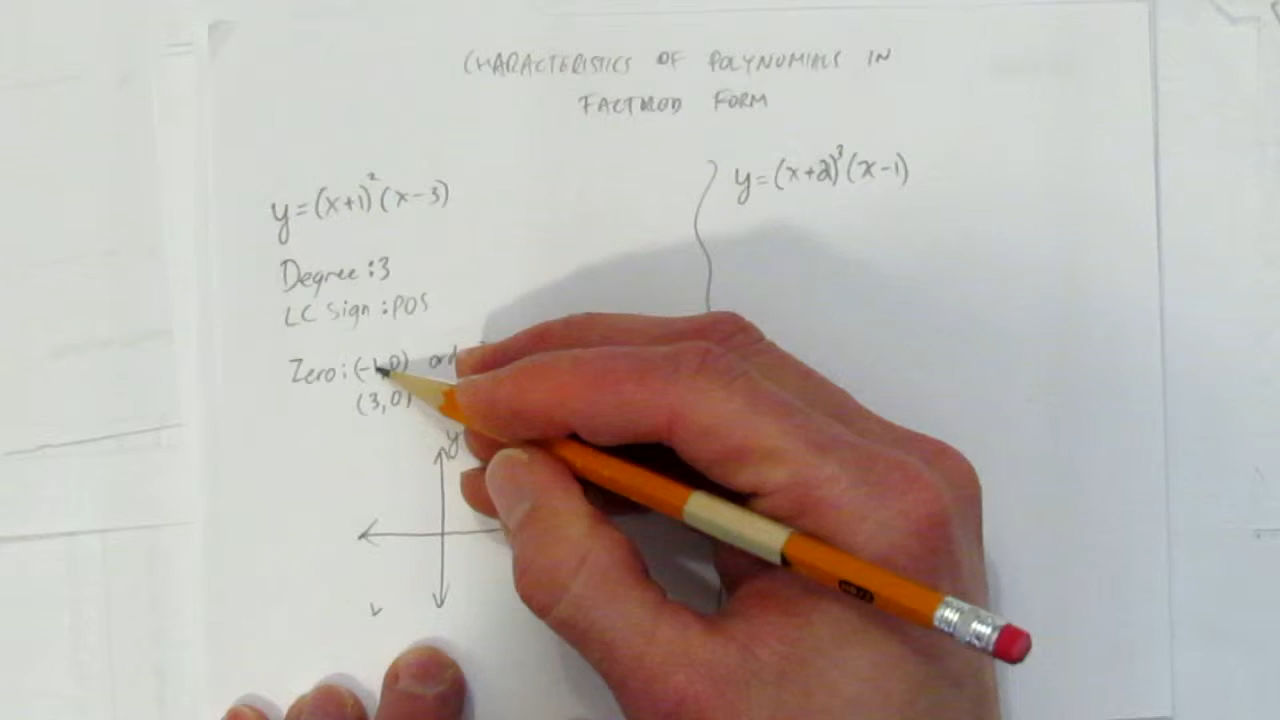 CHARACTERISTICS OF POLYNOMIALS IN
FACTORED FORM
y=(x+1)²(x-3)
Degree:3
LC Sign:POS
Zero:(-1,0) ord
(3,0)
y
y=(x+2)³(x-1)